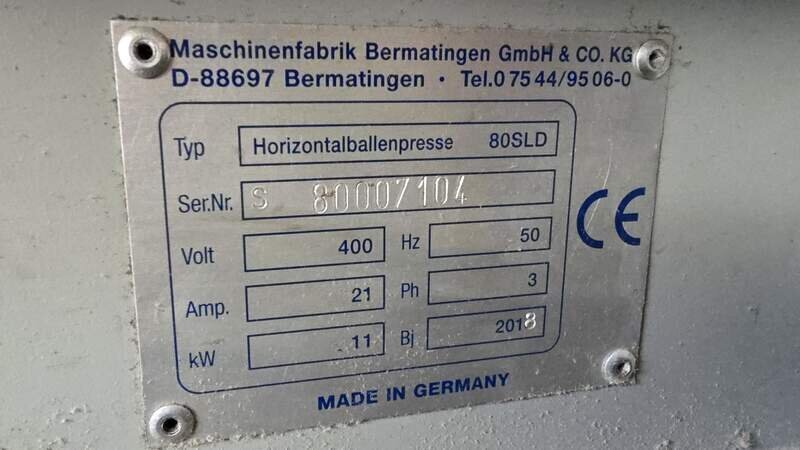 Maschinenfabrik Bermatingen GmbH & CO. KG
D-88697 Bermatingen · Tel.0 75 44/95 06-0
Typ Horizontalballenpresse 80SLD
Ser.Nr. S 80007104
Volt 400 Hz 50
Amp. 21 Ph 3
kW 11 Bj 2018
CE
MADE IN GERMANY